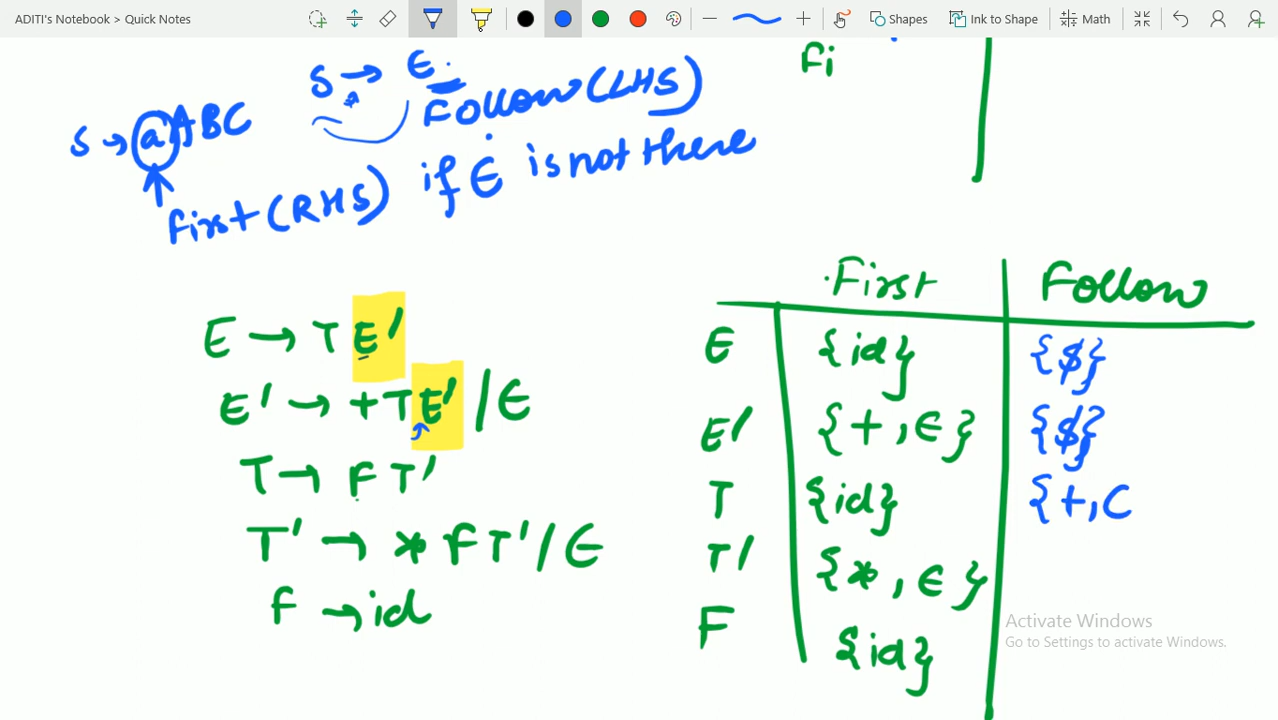 ADITI's Notebook > Quick Notes
Shapes
Ink to Shape
Math
Fi
S → ϵ.
Follow(LHS)
S → aABC
First(RHS) if ϵ is not there
First Follow
E → TE'
E {id} {$}
E' → +TE' / ϵ
E' {+, ϵ} {$}
T → FT'
T {id} {+, C
T' → * FT' / ϵ
T' {*, ϵ}
F → id
F {id}
Activate Windows
Go to Settings to activate Windows.